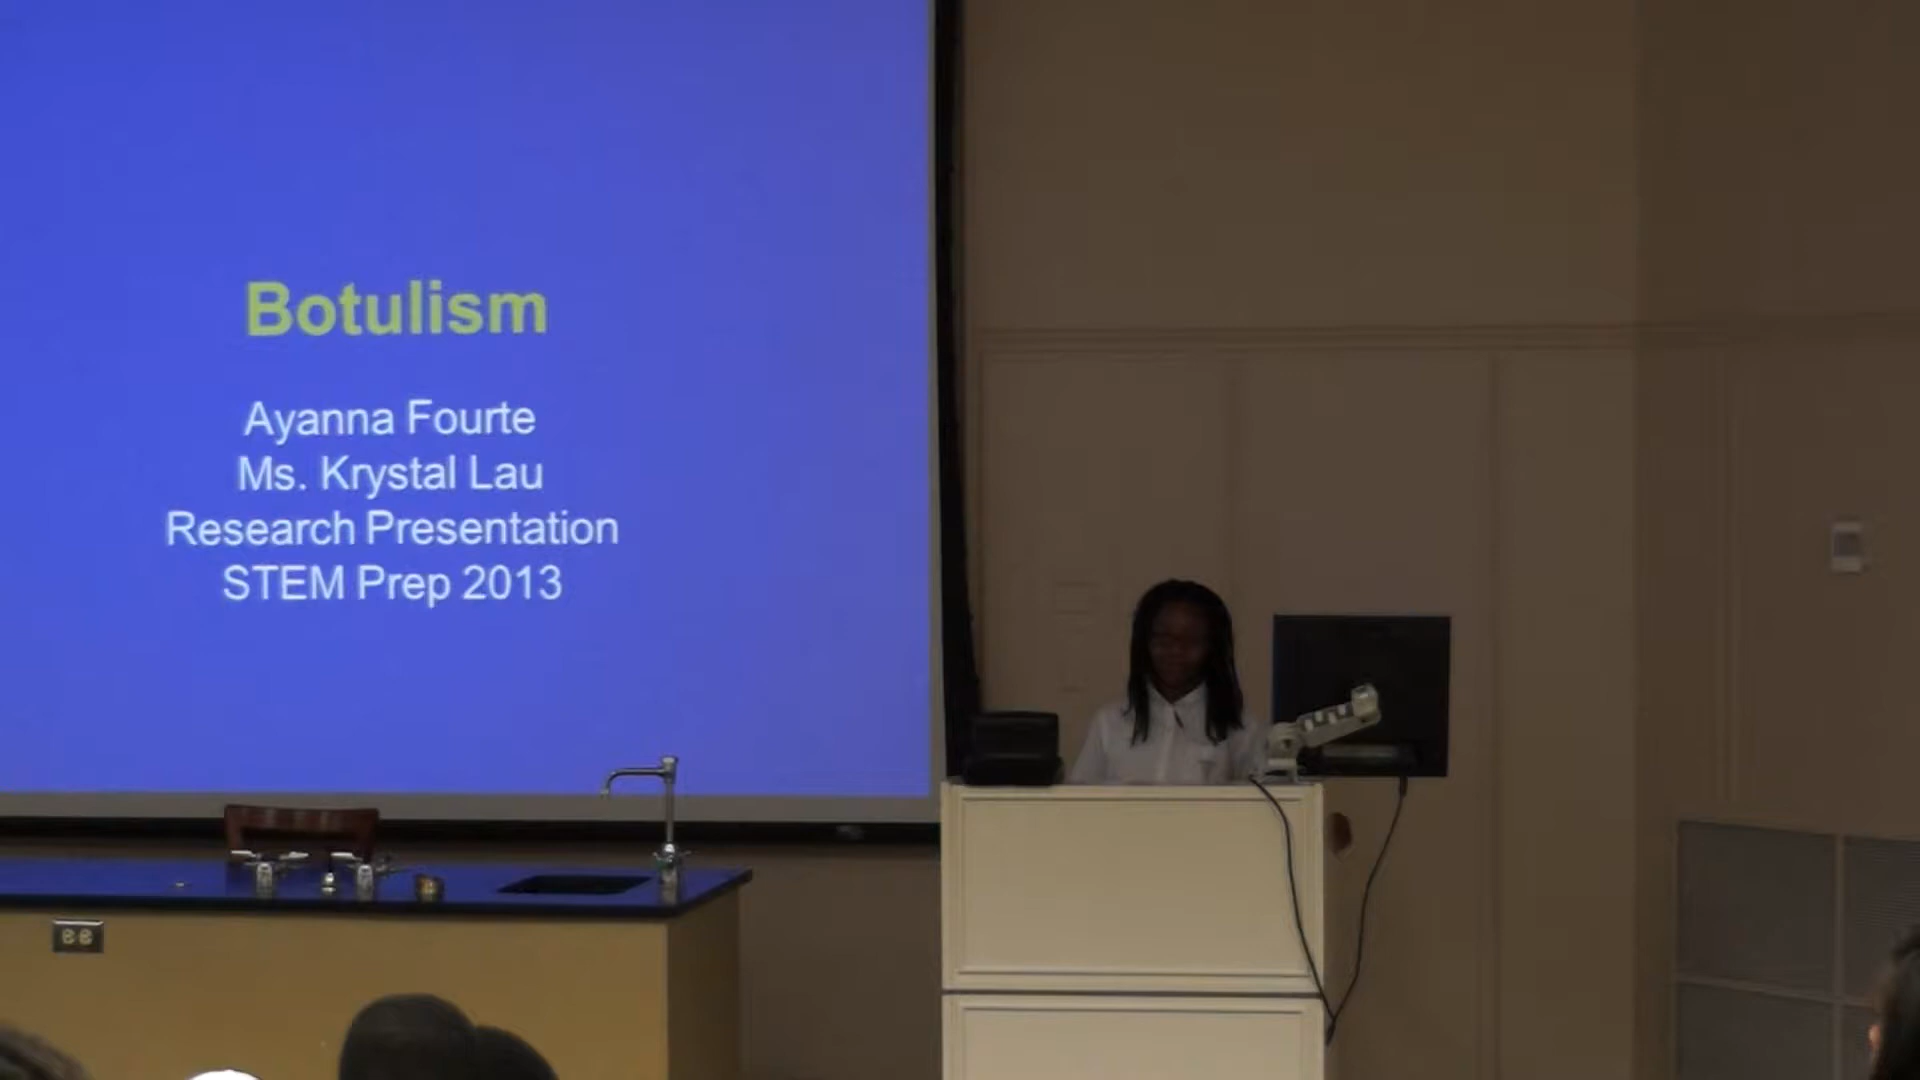 Botulism
Ayanna Fourte
Ms. Krystal Lau
Research Presentation
STEM Prep 2013